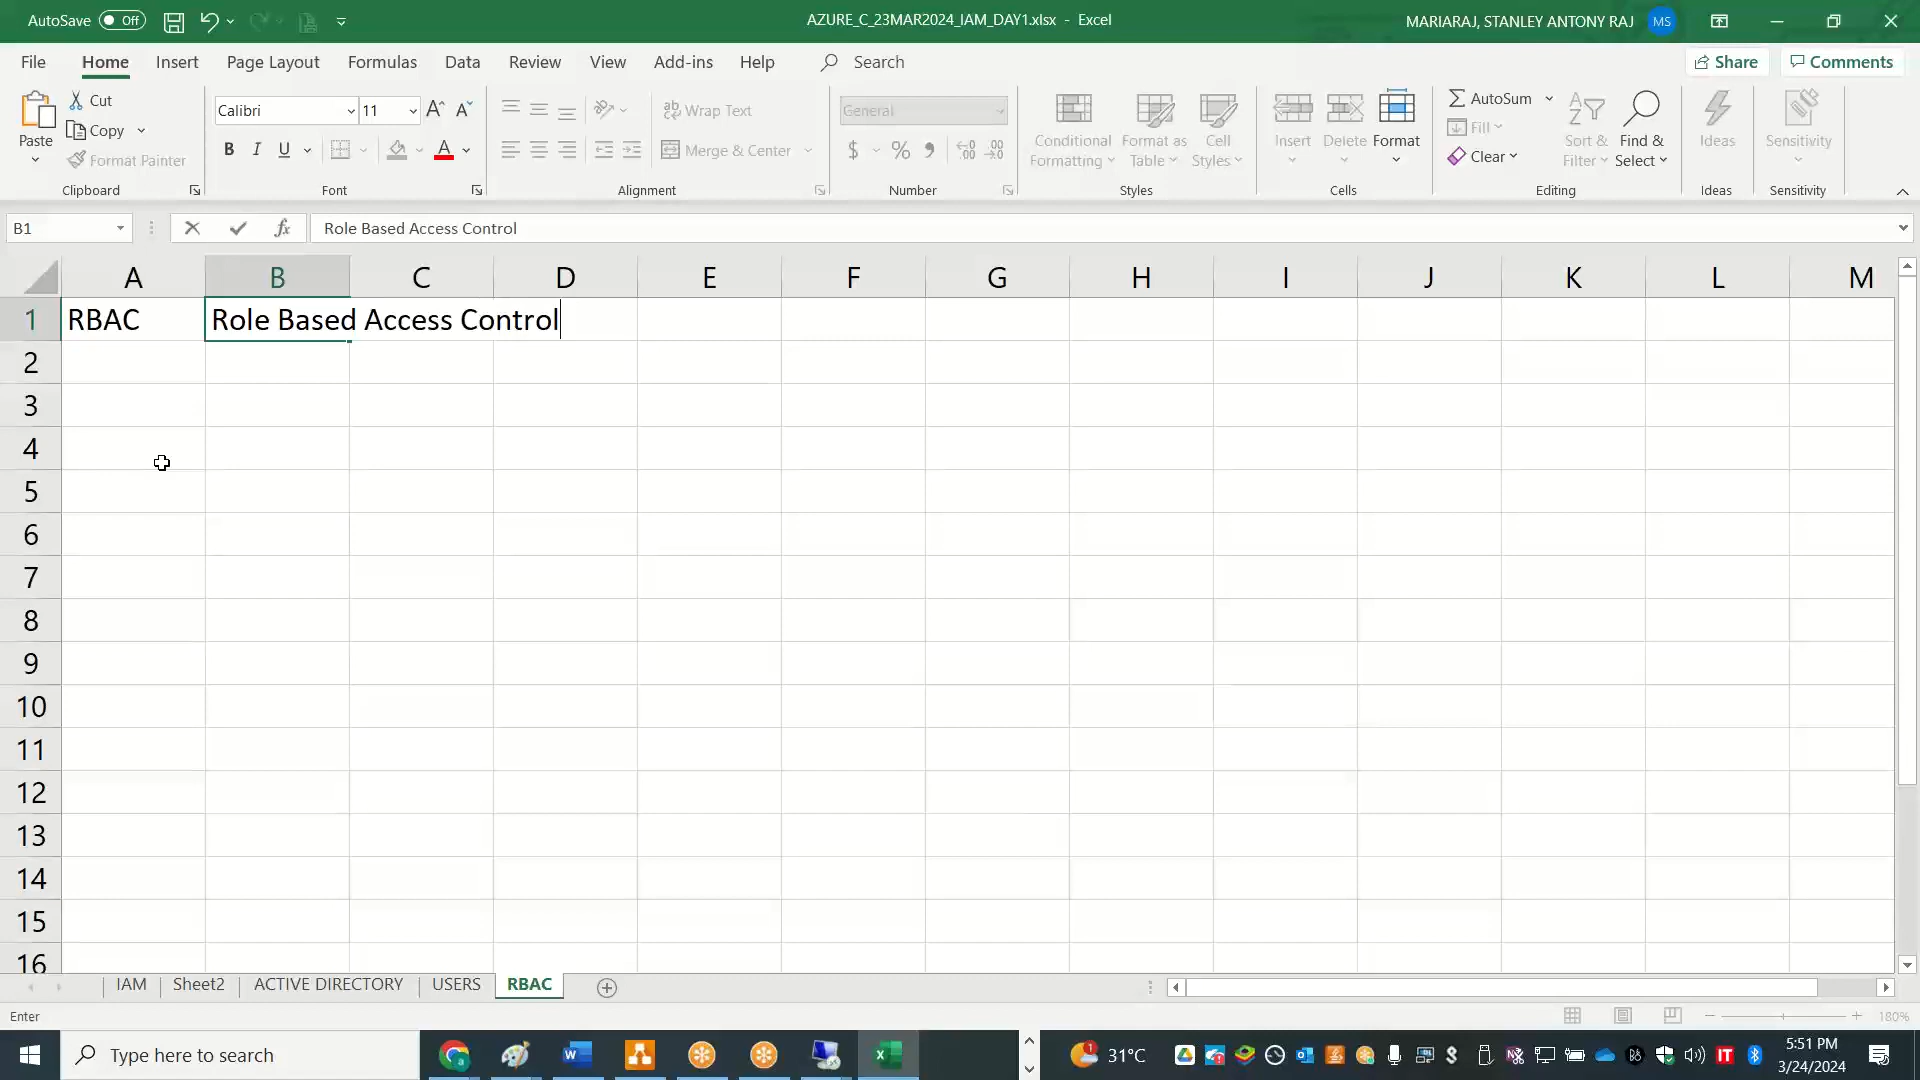 AutoSave Off
AZURE_C_23MAR2024_IAM_DAY1.xlsx - Excel
MARIARAJ, STANLEY ANTONY RAJ MS
File Home Insert Page Layout Formulas Data Review View Add-ins Help Search Share Comments
Paste
Cut
Copy
Format Painter
Clipboard
Calibri 11
B I U
Font
Wrap Text
Merge & Center
Alignment
General
$ % 9
Number
Conditional Formatting
Format as Table
Cell Styles
Styles
Insert Delete Format
Cells
AutoSum
Fill
Clear
Sort & Filter
Find & Select
Editing
Ideas
Ideas
Sensitivity
Sensitivity
B1 fx Role Based Access Control
A B C D E F G H I J K L M
1 RBAC Role Based Access Control
2
3
4
5
6
7
8
9
10
11
12
13
14
15
16
IAM Sheet2 ACTIVE DIRECTORY USERS RBAC
Enter
180%
Type here to search
31°C
5:51 PM
3/24/2024